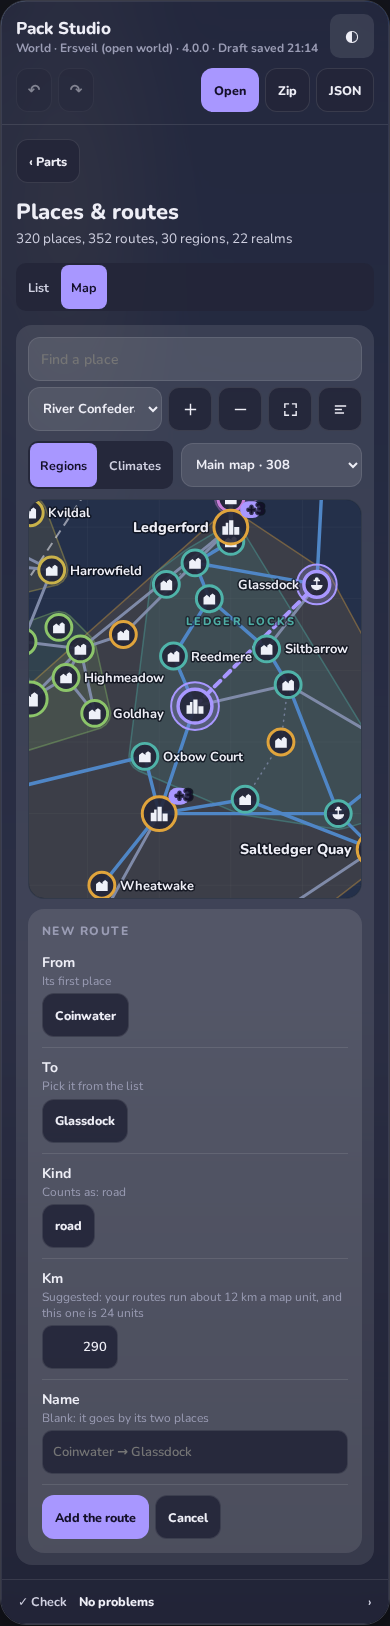 Pack Studio
World · Ersveil (open world) · 4.0.0 · Draft saved 21:14
Open
Zip
JSON
‹ Parts
Places & routes
320 places, 352 routes, 30 regions, 22 realms
List
Map
Find a place
River Confeder
Regions
Climates
Main map · 308
Kvildal
+3
Ledgerford
Harrowfield
Glassdock
LEDGER LOCKS
Reedmere
Siltbarrow
Highmeadow
Goldhay
Oxbow Court
+3
Saltledger Quay
Wheatwake
NEW ROUTE
From
Its first place
Coinwater
To
Pick it from the list
Glassdock
Kind
Counts as: road
road
Km
Suggested: your routes run about 12 km a map unit, and
this one is 24 units
290
Name
Blank: it goes by its two places
Coinwater → Glassdock
Add the route
Cancel
✓ Check
No problems
›